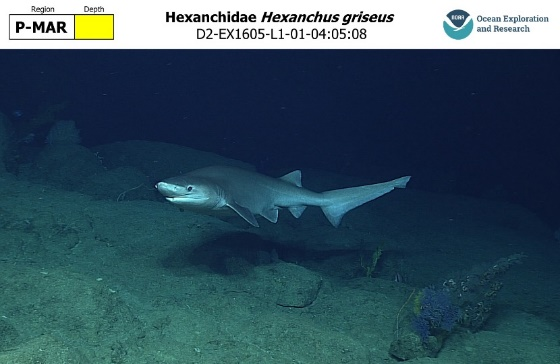 Region Depth
P-MAR
Hexanchidae Hexanchus griseus
D2-EX1605-L1-01-04:05:08
NOAA
Ocean Exploration
and Research